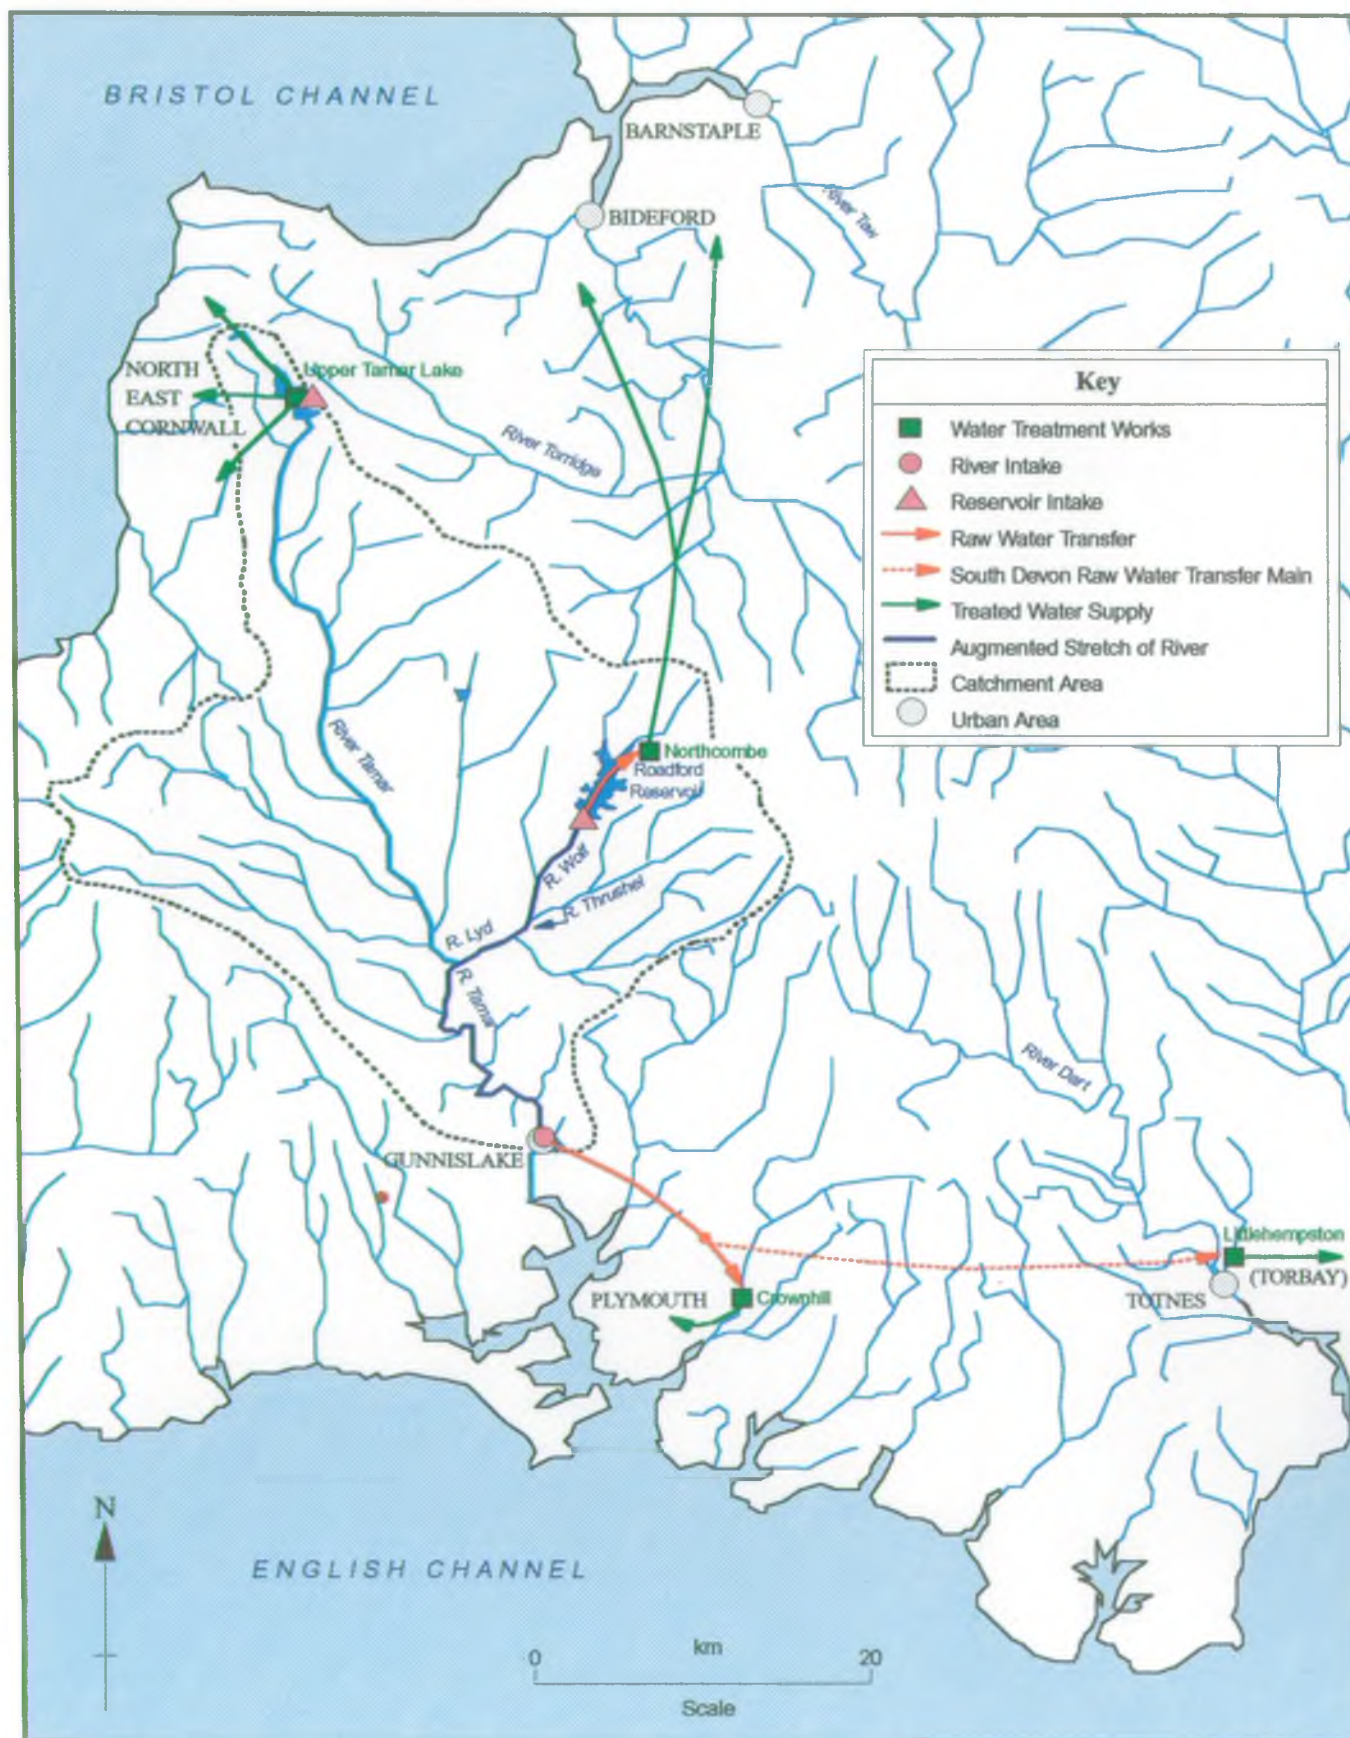 BRISTOL CHANNEL
BARNSTAPLE
BIDEFORD
River Taw
NORTH
EAST
CORNWALL
Upper Tamar Lake
River Torridge
Key
Water Treatment Works
River Intake
Reservoir Intake
Raw Water Transfer
South Devon Raw Water Transfer Main
Treated Water Supply
Augmented Stretch of River
Catchment Area
Urban Area
River Tamar
Northcombe
Roadford
Reservoir
R. Wolf
R. Thrushel
R. Lyd
R. Tamar
River Dart
GUNNISLAKE
Littlehempston
(TORBAY)
PLYMOUTH
Crownhill
TOTNES
N
ENGLISH CHANNEL
km
0 20
Scale